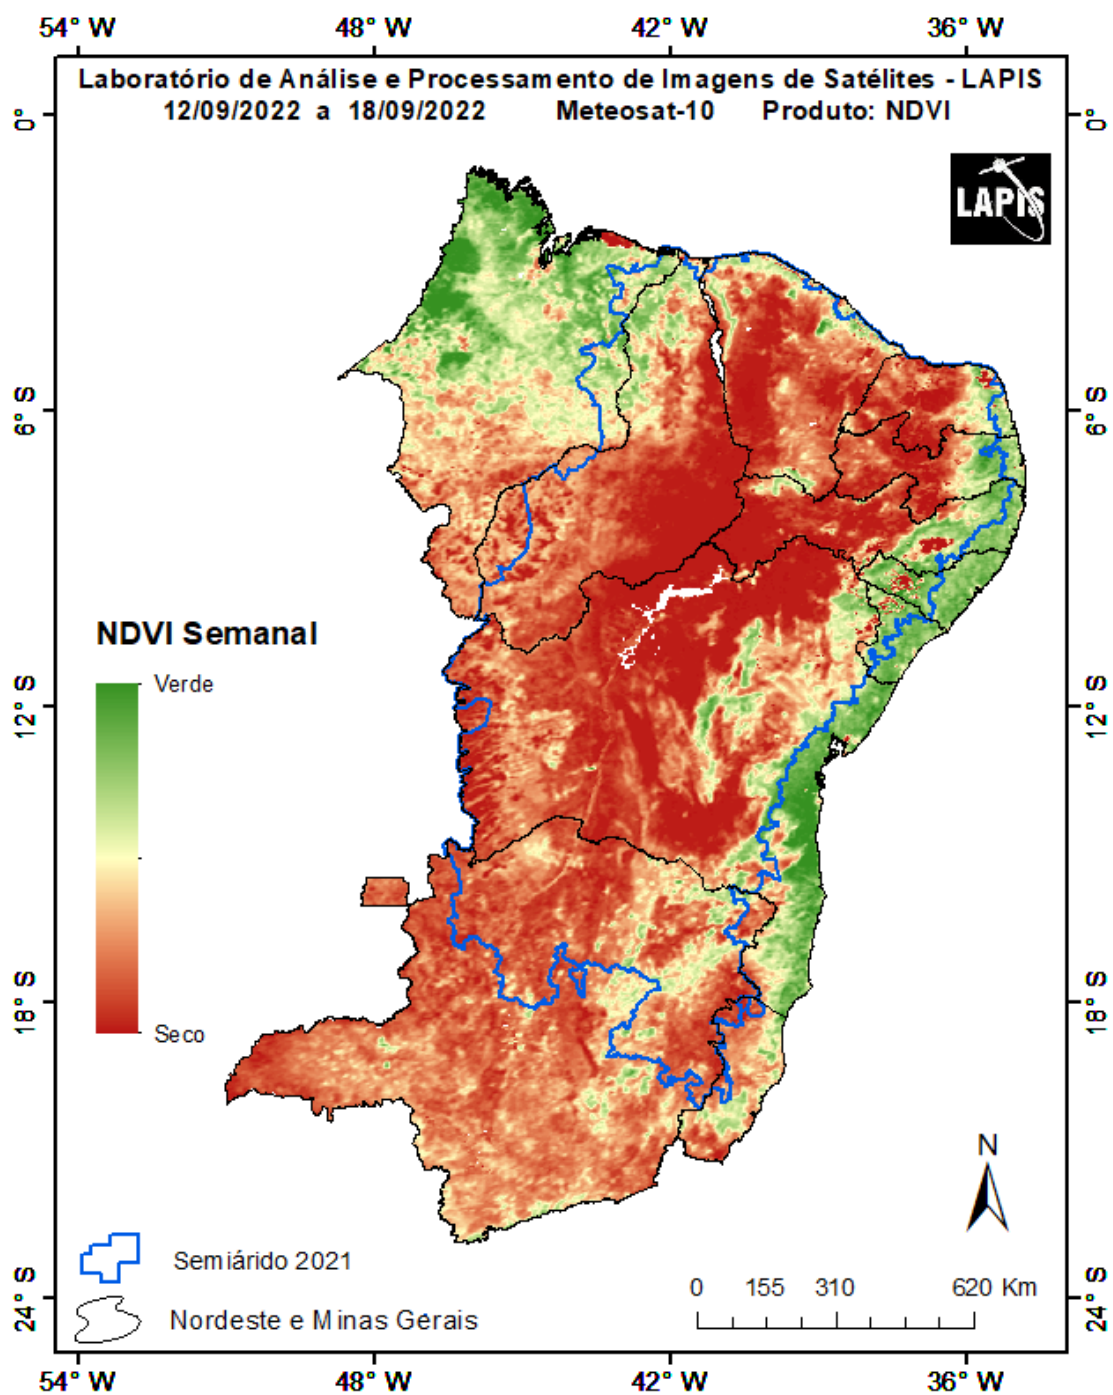 54° W 48° W 42° W 36° W
Laboratório de Análise e Processamento de Imagens de Satélites - LAPIS
12/09/2022 a 18/09/2022 Meteosat-10 Produto: NDVI
0° 0°
LAPIS
6° S 6° S
NDVI Semanal
Verde
12° S 12° S
Seco
18° S 18° S
N
Semiárido 2021
0 155 310 620 Km
24° S 24° S
Nordeste e Minas Gerais
54° W 48° W 42° W 36° W